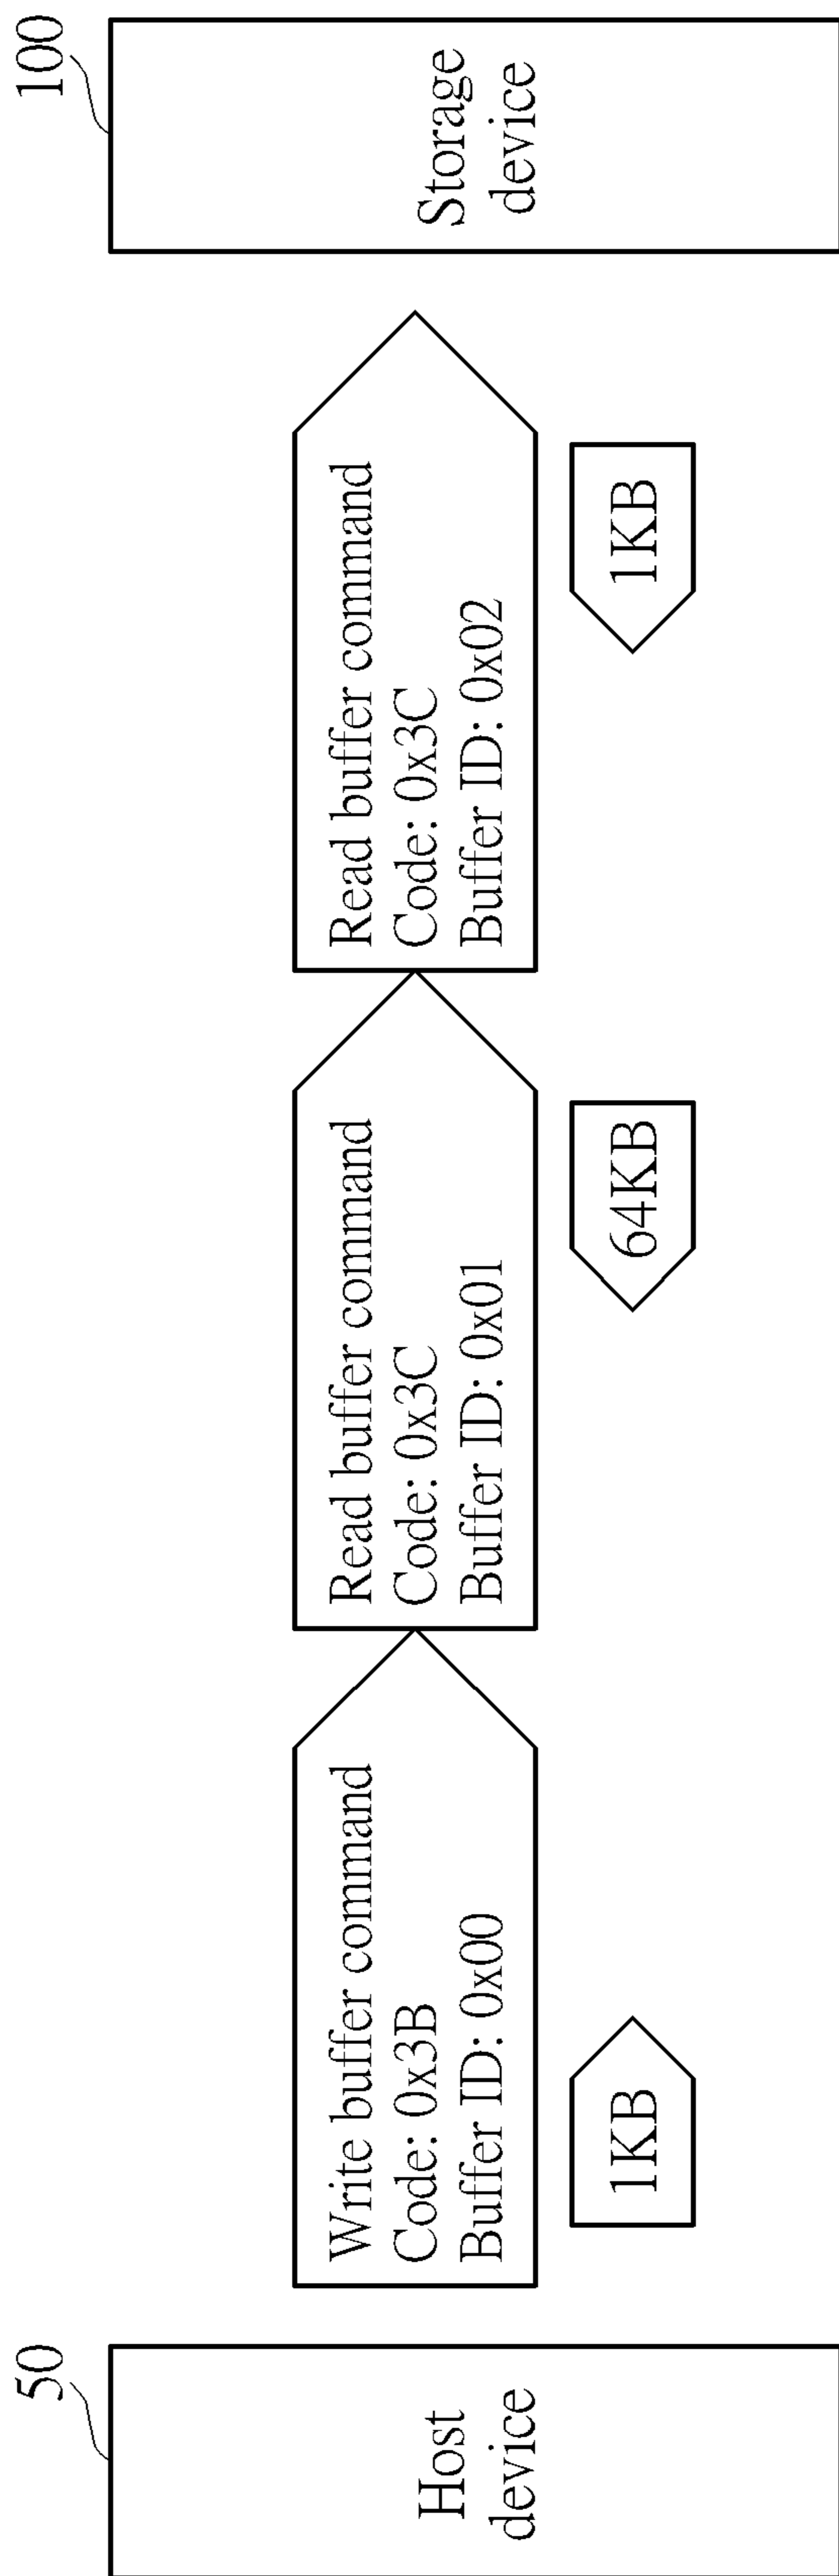 50
Host
device
Write buffer command
Code: 0x3B
Buffer ID: 0x00
1KB
Read buffer command
Code: 0x3C
Buffer ID: 0x01
64KB
Read buffer command
Code: 0x3C
Buffer ID: 0x02
1KB
100
Storage
device